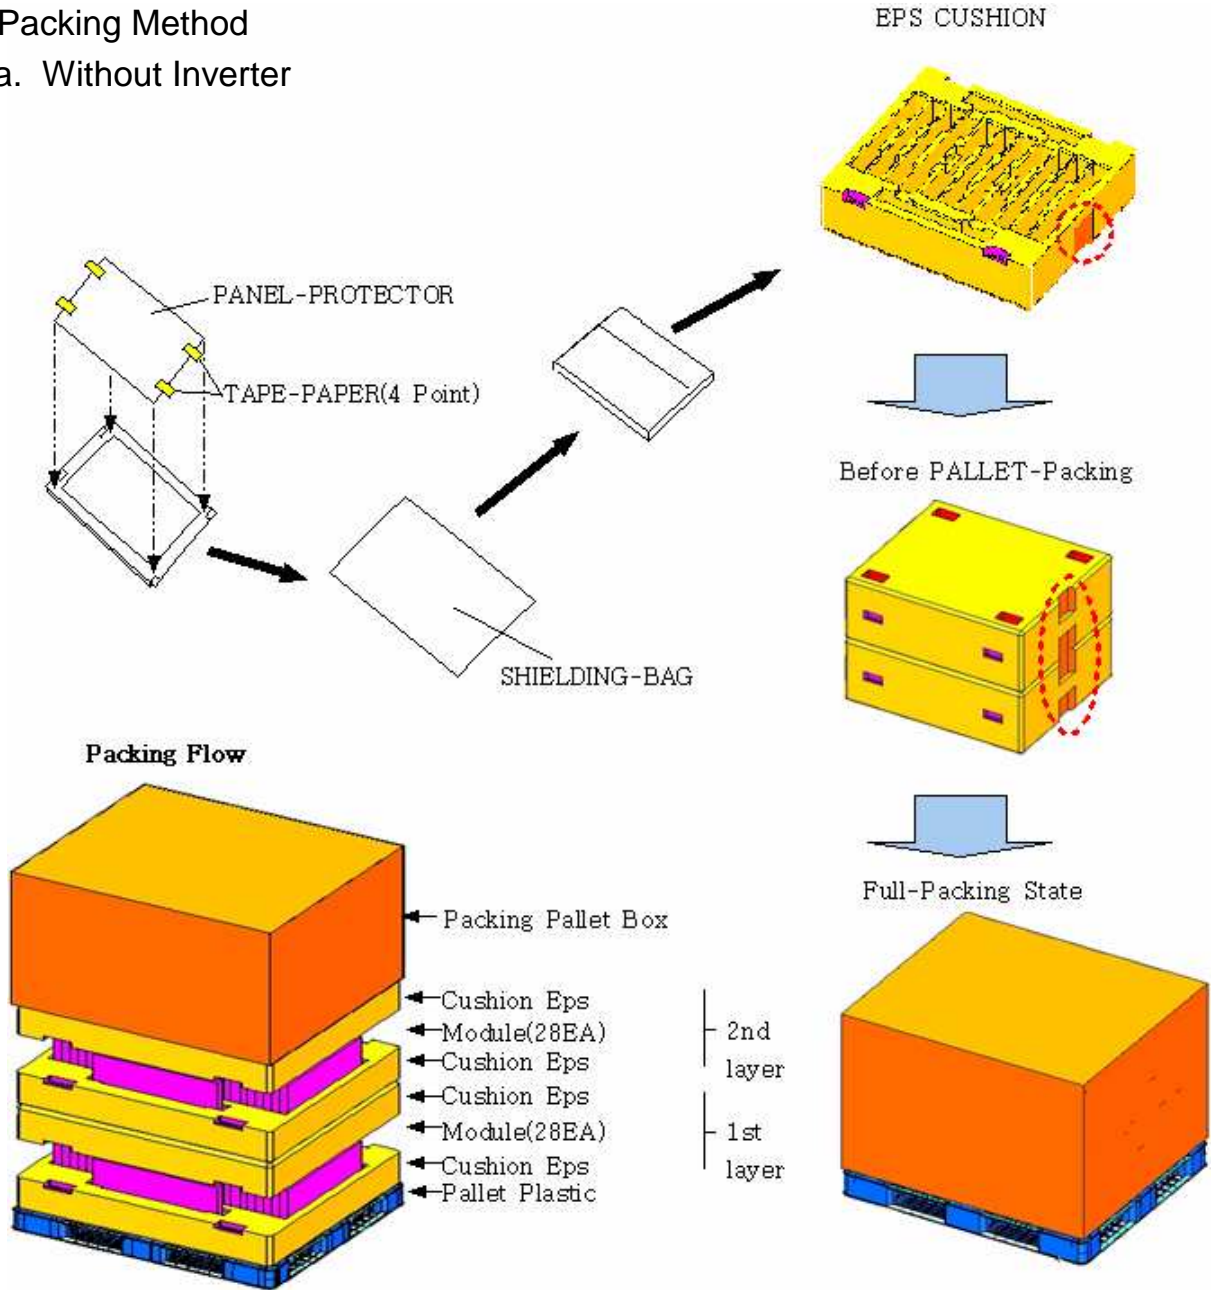 Packing Method
a. Without Inverter
EPS CUSHION
PANEL-PROTECTOR
TAPE-PAPER(4 Point)
SHIELDING-BAG
Before PALLET-Packing
Packing Flow
Full-Packing State
Packing Pallet Box
Cushion Eps
Module(28EA)
Cushion Eps
2nd
layer
Cushion Eps
Module(28EA)
Cushion Eps
1st
layer
Pallet Plastic